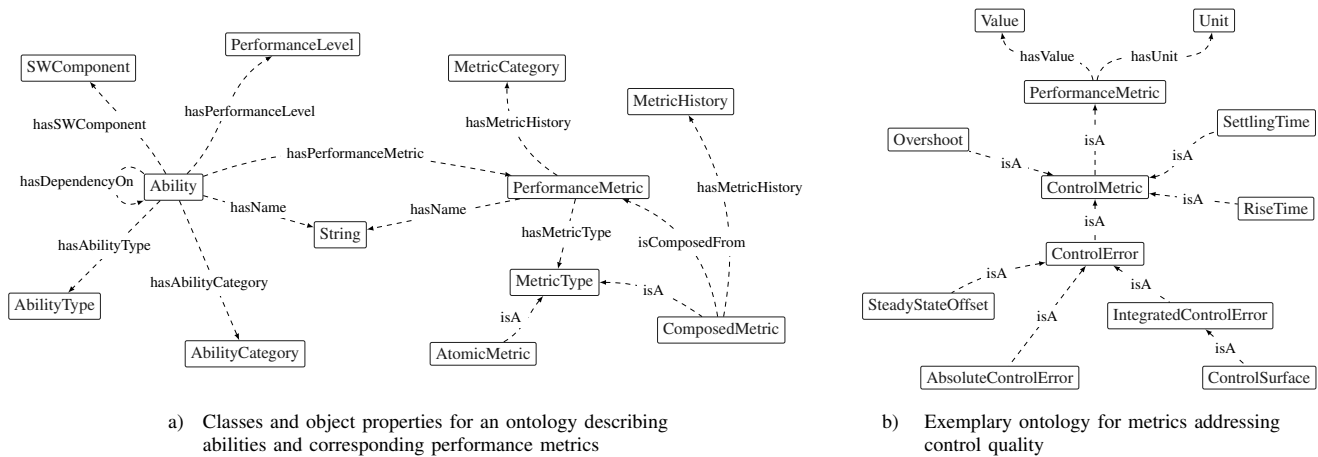 PerformanceLevel
SWComponent
MetricCategory
MetricHistory
hasPerformanceLevel
hasSWComponent
hasMetricHistory
hasPerformanceMetric
hasDependencyOn
Ability
PerformanceMetric
hasMetricHistory
hasName
hasName
String
hasMetricType
isComposedFrom
hasAbilityType
hasAbilityCategory
MetricType
isA
AbilityType
isA
ComposedMetric
AbilityCategory
AtomicMetric
a) Classes and object properties for an ontology describing
abilities and corresponding performance metrics
Value
Unit
hasValue
hasUnit
PerformanceMetric
Overshoot
isA
SettlingTime
isA
isA
ControlMetric
isA
RiseTime
isA
ControlError
isA
isA
SteadyStateOffset
isA
IntegratedControlError
isA
AbsoluteControlError
ControlSurface
b) Exemplary ontology for metrics addressing
control quality